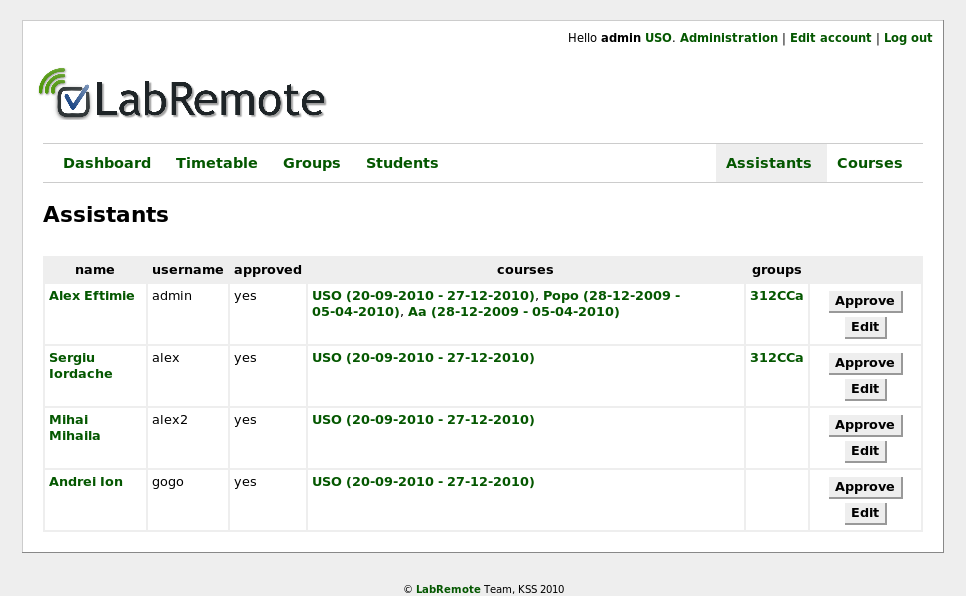 Hello admin USO. Administration | Edit account | Log out
LabRemote
Dashboard Timetable Groups Students Assistants Courses
Assistants
name username approved courses groups
Alex Eftimie admin yes USO (20-09-2010 - 27-12-2010), Popo (28-12-2009 - 312CCa Approve
05-04-2010), Aa (28-12-2009 - 05-04-2010)
Edit
Sergiu alex yes USO (20-09-2010 - 27-12-2010) 312CCa Approve
Iordache
Edit
Mihai alex2 yes USO (20-09-2010 - 27-12-2010) Approve
Mihaila
Edit
Andrei Ion gogo yes USO (20-09-2010 - 27-12-2010) Approve
Edit
© LabRemote Team, KSS 2010